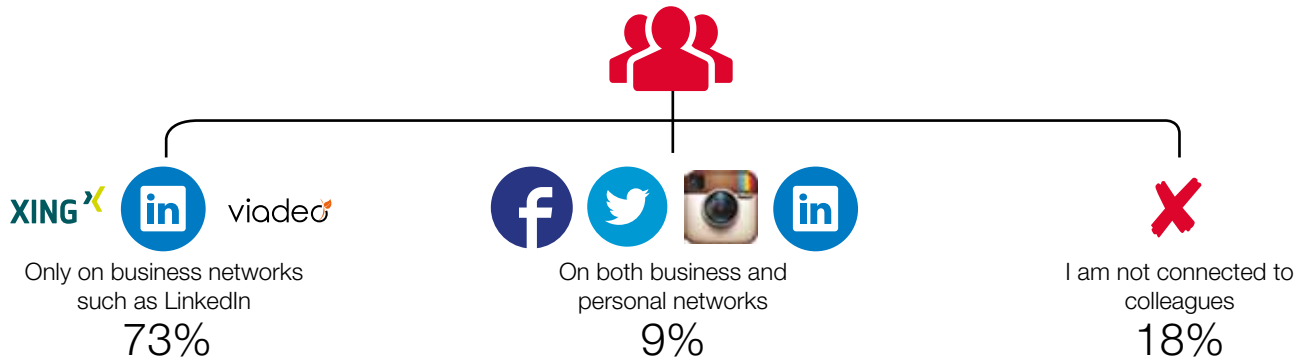 XING
in
viadeo
f
in
Only on business networks
such as LinkedIn
73%
On both business and
personal networks
9%
I am not connected to
colleagues
18%